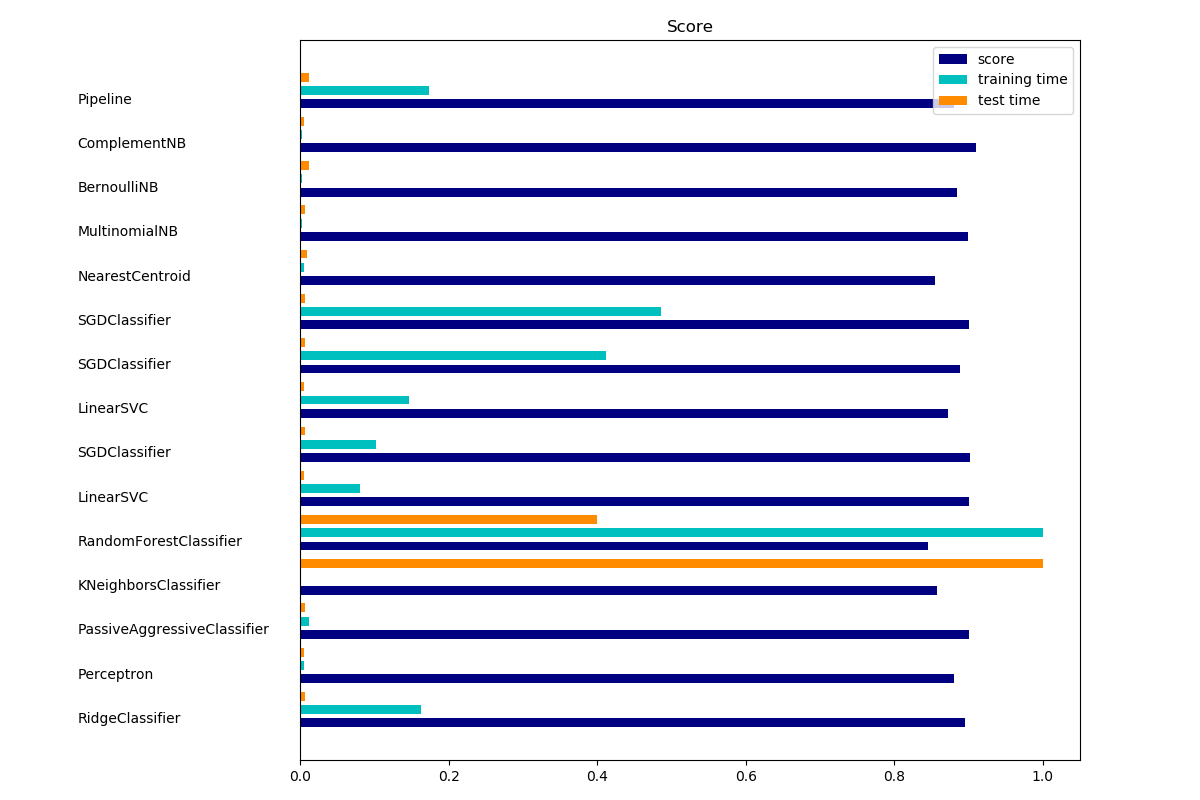 Score
score
training time
test time
Pipeline
ComplementNB
BernoulliNB
MultinomialNB
NearestCentroid
SGDClassifier
SGDClassifier
LinearSVC
SGDClassifier
LinearSVC
RandomForestClassifier
KNeighborsClassifier
PassiveAggressiveClassifier
Perceptron
RidgeClassifier
0.0 0.2 0.4 0.6 0.8 1.0